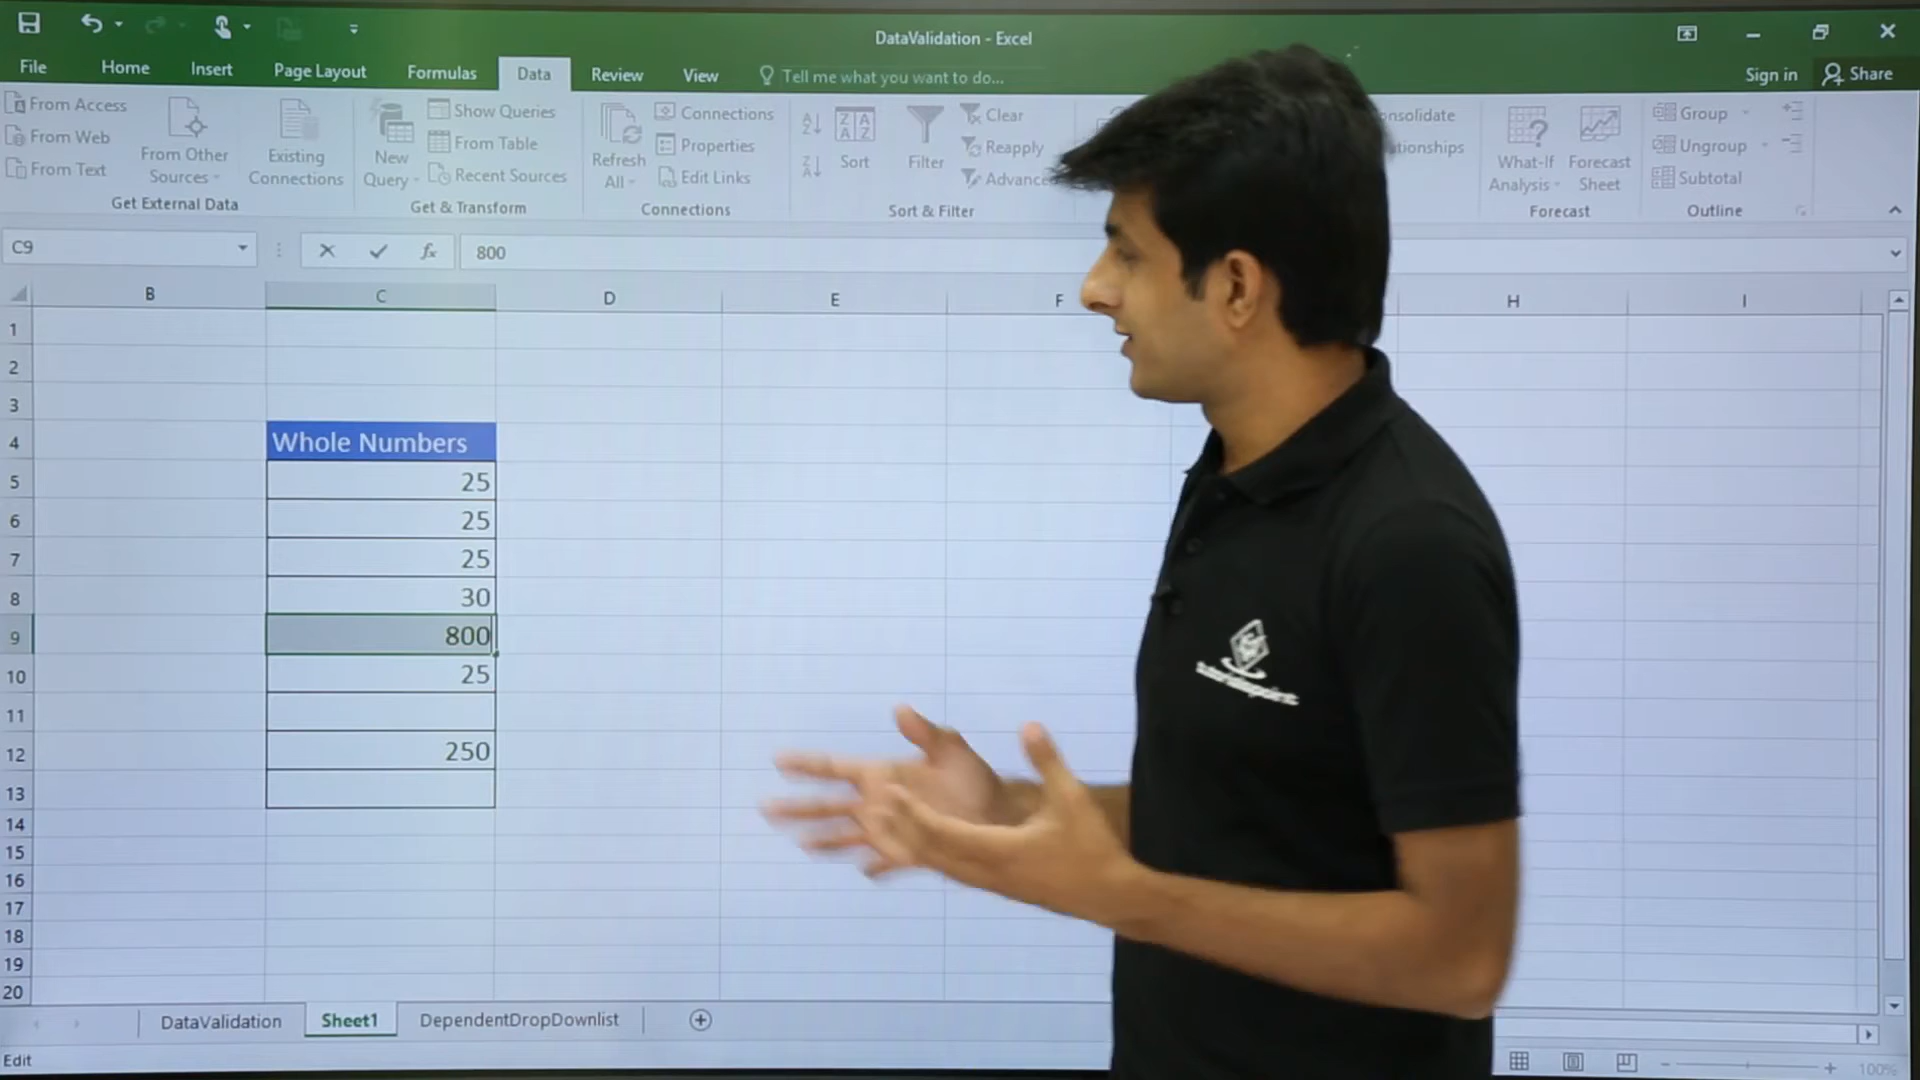 DataValidation - Excel
File Home Insert Page Layout Formulas Data Review View Tell me what you want to do... Sign in Share
From Access
From Web
From Text
From Other Sources
Existing Connections
Get External Data
New Query
Show Queries
From Table
Recent Sources
Get & Transform
Refresh All
Connections
Properties
Edit Links
Connections
Sort
Filter
Clear
Reapply
Advance
Sort & Filter
onsolidate
ationships
What-If Analysis
Forecast Sheet
Forecast
Group
Ungroup
Subtotal
Outline
C9 fx 800
B C D E F H I
1
2
3
4 Whole Numbers
5 25
6 25
7 25
8 30
9 800
10 25
11
12 250
13
14
15
16
17
18
19
20
DataValidation Sheet1 DependentDropDownlist
Edit 100%